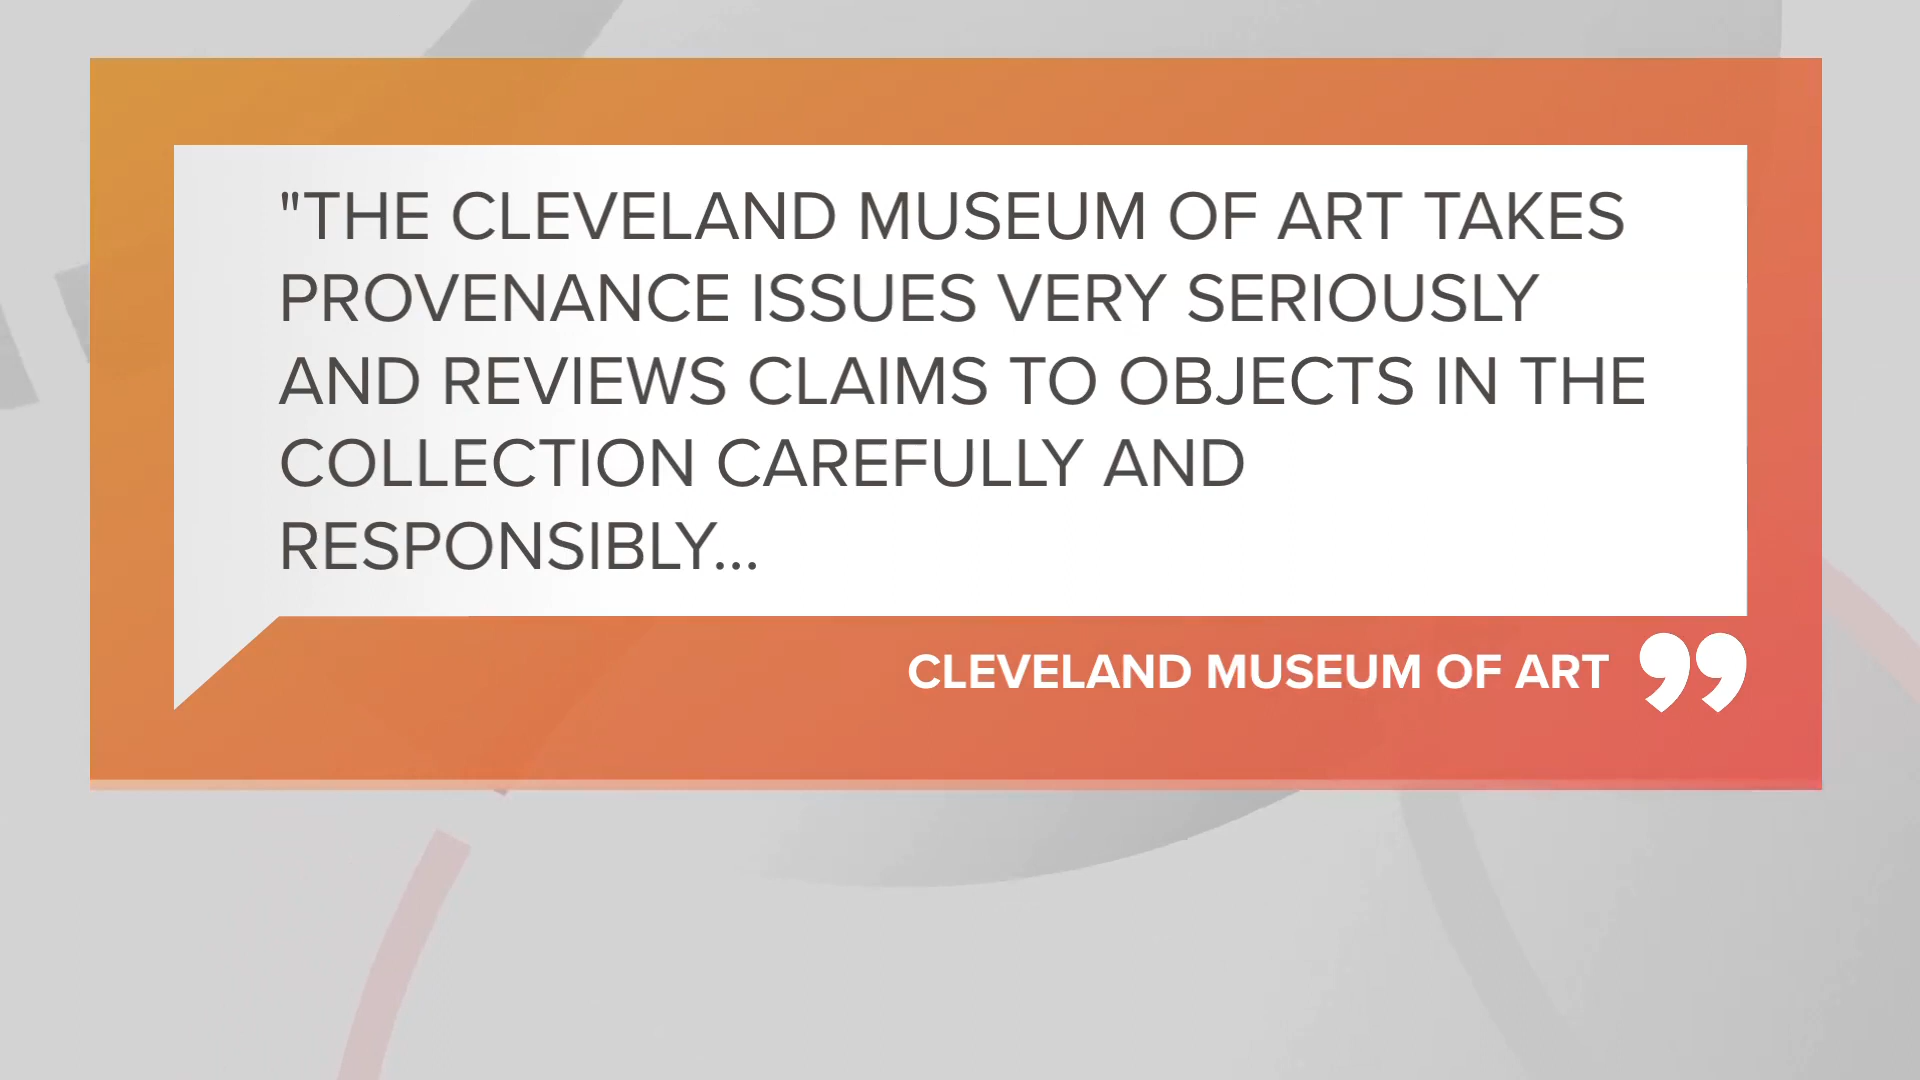 "THE CLEVELAND MUSEUM OF ART TAKES
PROVENANCE ISSUES VERY SERIOUSLY
AND REVIEWS CLAIMS TO OBJECTS IN THE
COLLECTION CAREFULLY AND
RESPONSIBLY...
CLEVELAND MUSEUM OF ART ”